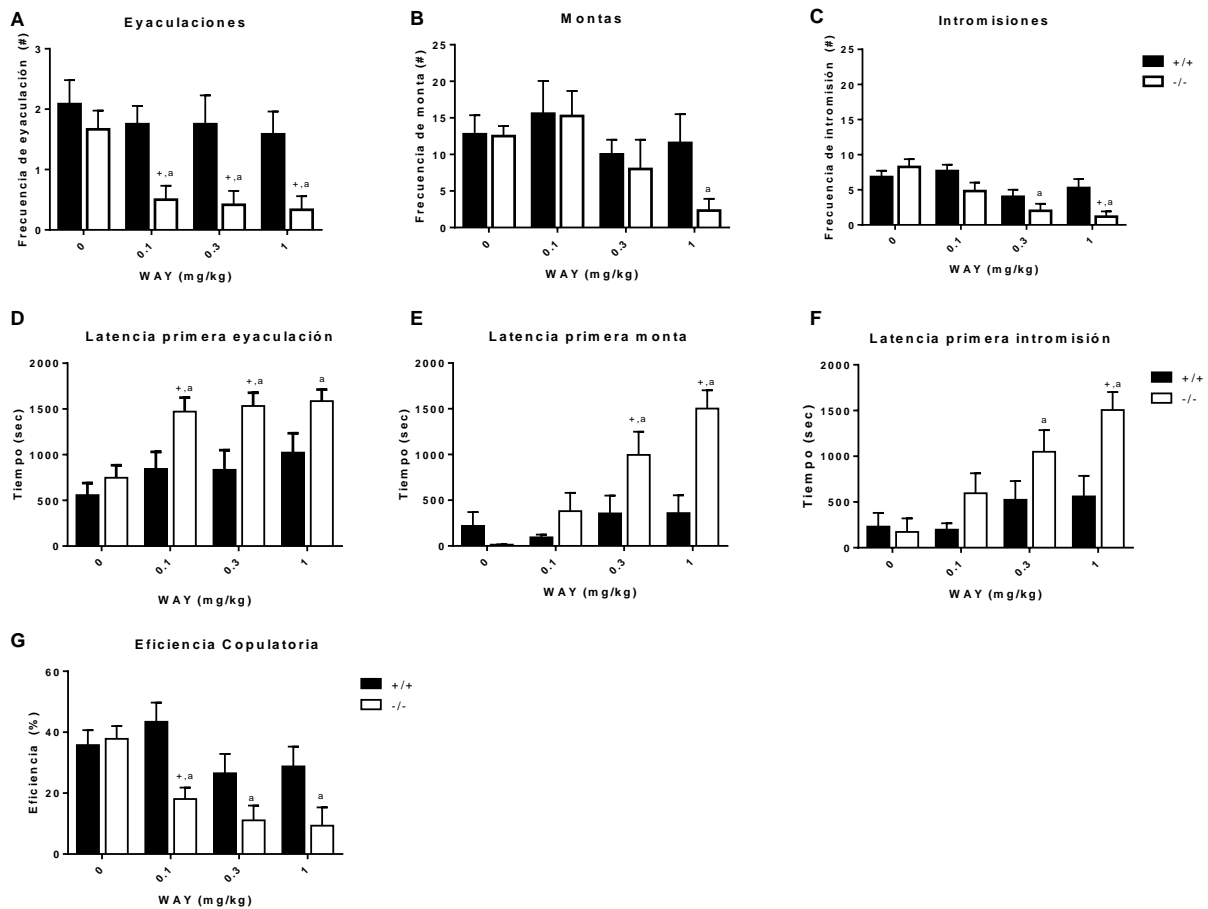 A
Eyaculaciones
Frecuencia de eyaculación (#)
3
2
1
0
+,a
+,a
+,a
0
0.1
0.3
1
WAY (mg/kg)
B
Montas
Frecuencia de monta (#)
25
20
15
10
5
0
a
0
0.1
0.3
1
WAY (mg/kg)
C
Intromisiones
Frecuencia de intromisión (#)
25
20
15
10
5
0
a
+,a
0
0.1
0.3
1
WAY (mg/kg)
+/+
-/-
D
Latencia primera eyaculación
Tiempo (sec)
2000
1500
1000
500
0
+,a
+,a
a
0
0.1
0.3
1
WAY (mg/kg)
E
Latencia primera monta
Tiempo (sec)
2000
1500
1000
500
0
+,a
+,a
0
0.1
0.3
1
WAY (mg/kg)
F
Latencia primera intromisión
Tiempo (sec)
2000
1500
1000
500
0
a
+,a
0
0.1
0.3
1
WAY (mg/kg)
+/+
-/-
G
Eficiencia Copulatoria
Eficiencia (%)
60
40
20
0
+,a
a
a
0
0.1
0.3
1
WAY (mg/kg)
+/+
-/-